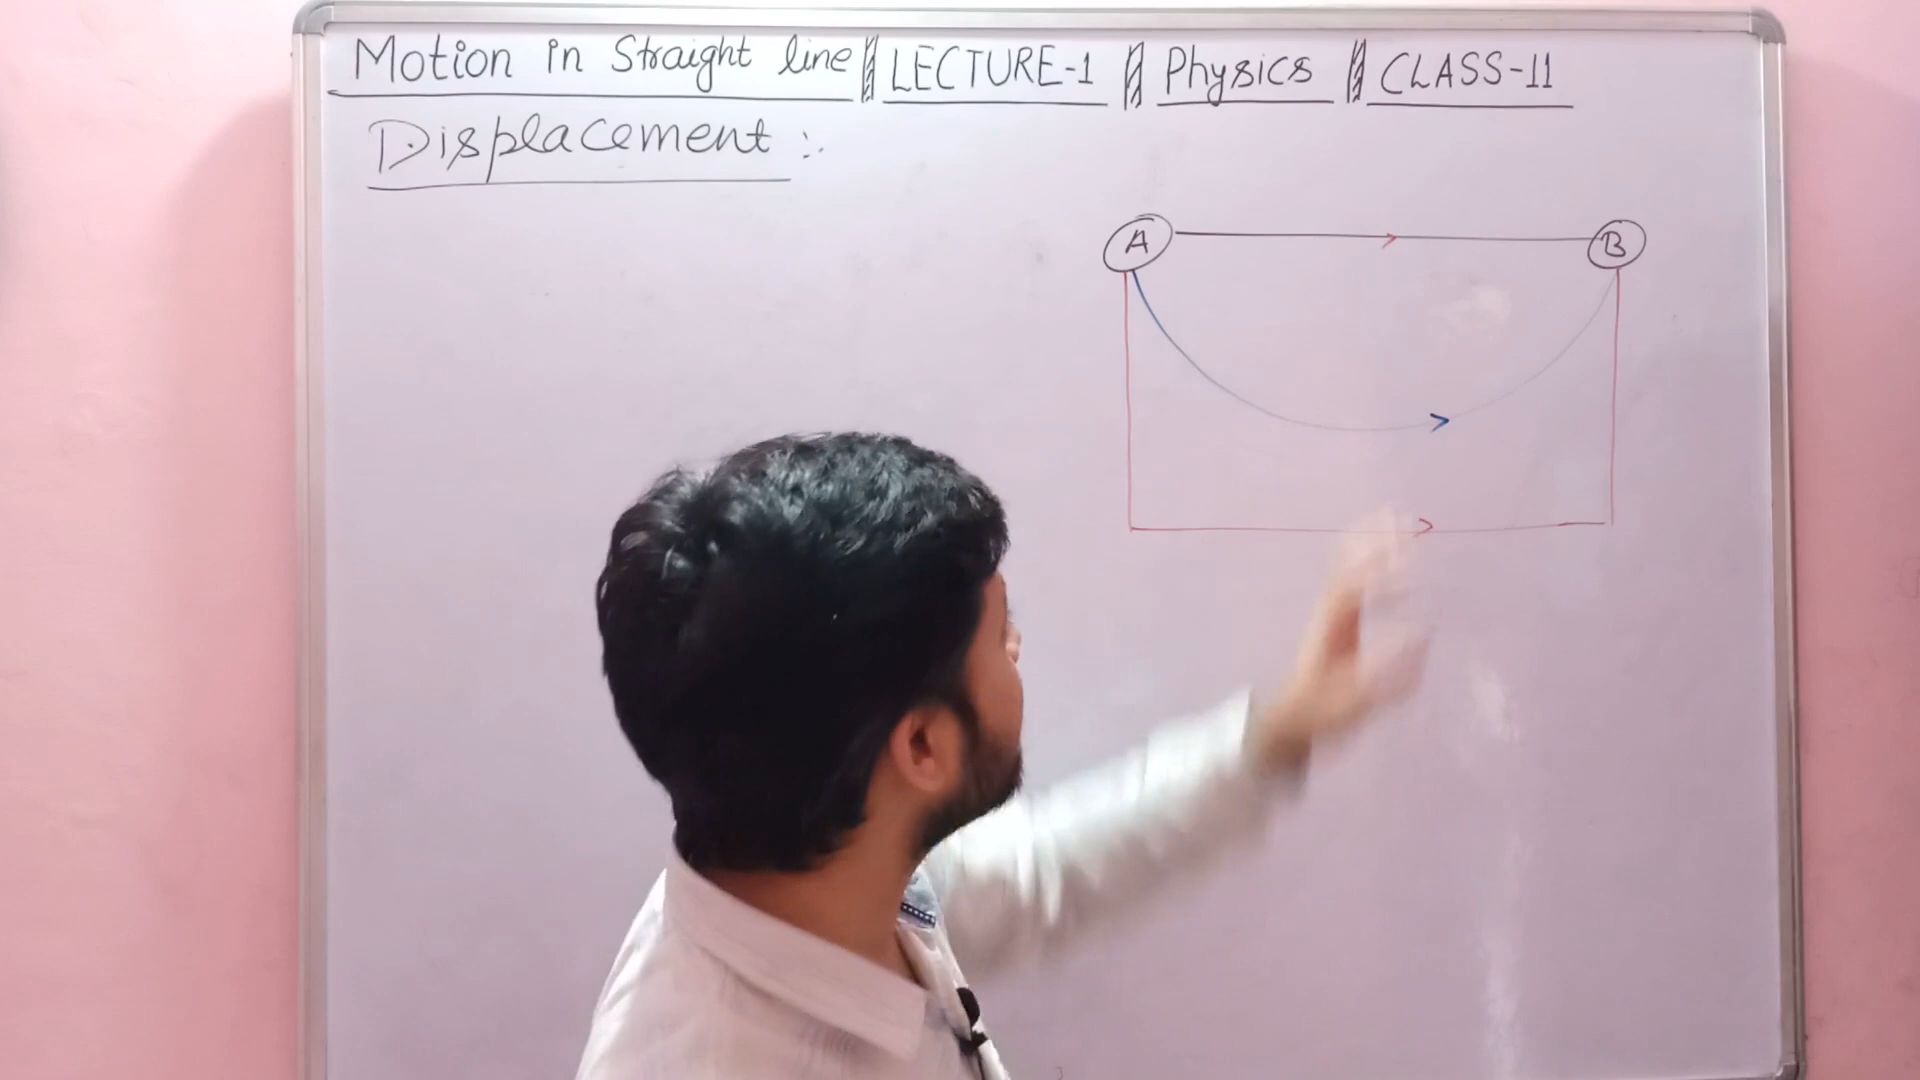 Motion in Straight line || LECTURE-1 || Physics || CLASS-11
Displacement :-
A B